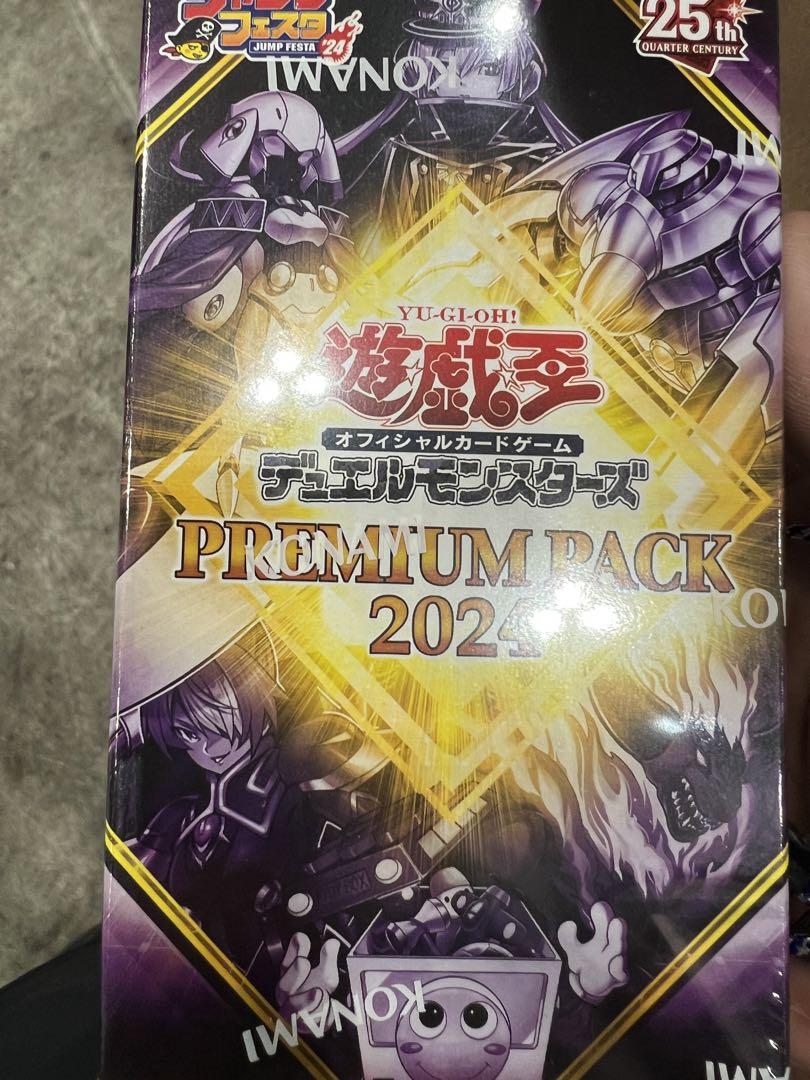 ジャンプ
フェスタ
JUMP FESTA '24
25th
QUARTER CENTURY
KONAMI
YU-GI-OH!
遊戯王
オフィシャルカードゲーム
デュエルモンスターズ
PREMIUM PACK
2024
KONAMI
KONAMI